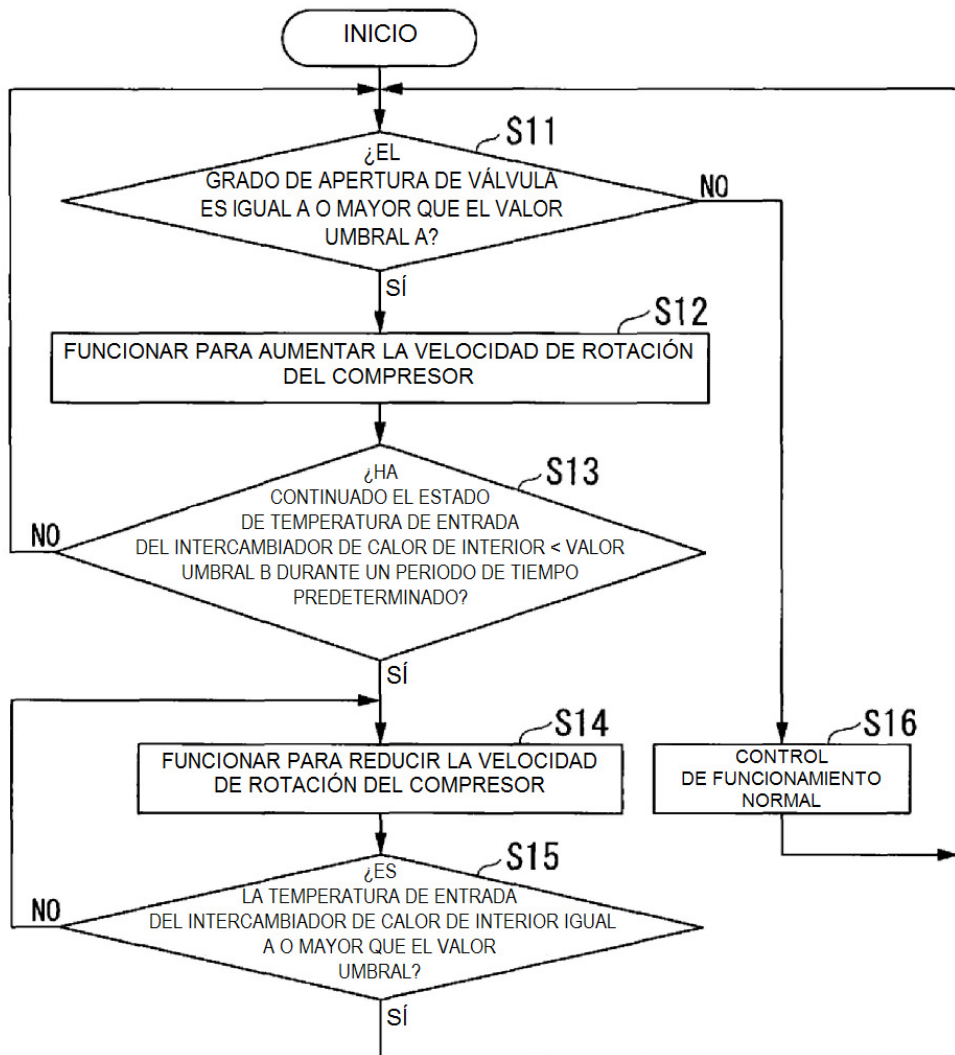 INICIO
S11
¿EL
GRADO DE APERTURA DE VÁLVULA
ES IGUAL A O MAYOR QUE EL VALOR
UMBRAL A?
NO
SÍ
S12
FUNCIONAR PARA AUMENTAR LA VELOCIDAD DE ROTACIÓN
DEL COMPRESOR
S13
¿HA
CONTINUADO EL ESTADO
DE TEMPERATURA DE ENTRADA
DEL INTERCAMBIADOR DE CALOR DE INTERIOR < VALOR
UMBRAL B DURANTE UN PERIODO DE TIEMPO
PREDETERMINADO?
NO
SÍ
S14
FUNCIONAR PARA REDUCIR LA VELOCIDAD
DE ROTACIÓN DEL COMPRESOR
S16
CONTROL
DE FUNCIONAMIENTO
NORMAL
S15
¿ES
LA TEMPERATURA DE ENTRADA
DEL INTERCAMBIADOR DE CALOR DE INTERIOR IGUAL
A O MAYOR QUE EL VALOR
UMBRAL?
NO
SÍ